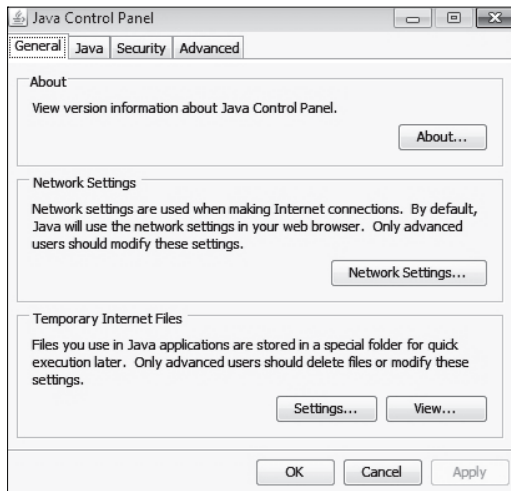 Java Control Panel
General Java Security Advanced
About
View version information about Java Control Panel.
About...
Network Settings
Network settings are used when making Internet connections. By default,
Java will use the network settings in your web browser. Only advanced
users should modify these settings.
Network Settings...
Temporary Internet Files
Files you use in Java applications are stored in a special folder for quick
execution later. Only advanced users should delete files or modify these
settings.
Settings... View...
OK Cancel Apply